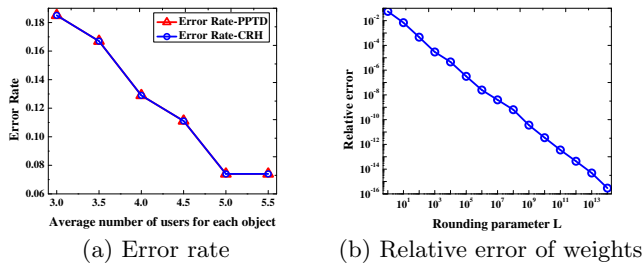 0.18
0.16
0.14
0.12
0.10
0.08
0.06
Error Rate
Error Rate-PPTD
Error Rate-CRH
3.0 3.5 4.0 4.5 5.0 5.5
Average number of users for each object
(a) Error rate
10^-2
10^-4
10^-6
10^-8
10^-10
10^-12
10^-14
10^-16
Relative error
10^1 10^3 10^5 10^7 10^9 10^11 10^13
Rounding parameter L
(b) Relative error of weights